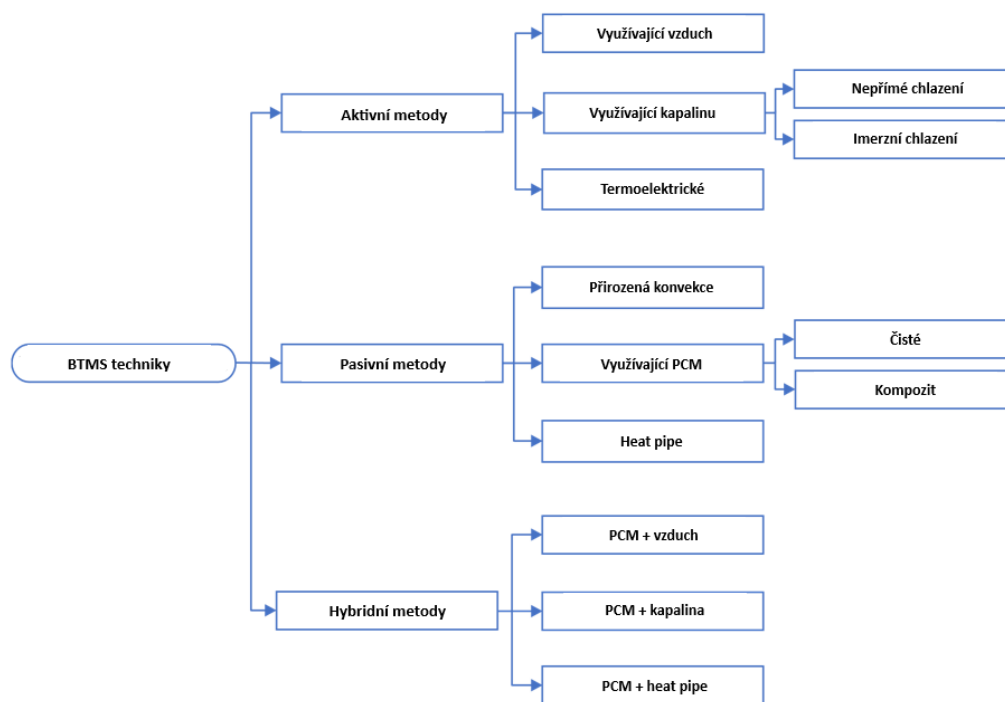 Využívající vzduch
Nepřímé chlazení
Aktivní metody
Využívající kapalinu
Imerzní chlazení
Termoelektrické
Přirozená konvekce
Čisté
BTMS techniky
Pasivní metody
Využívající PCM
Kompozit
Heat pipe
PCM + vzduch
Hybridní metody
PCM + kapalina
PCM + heat pipe